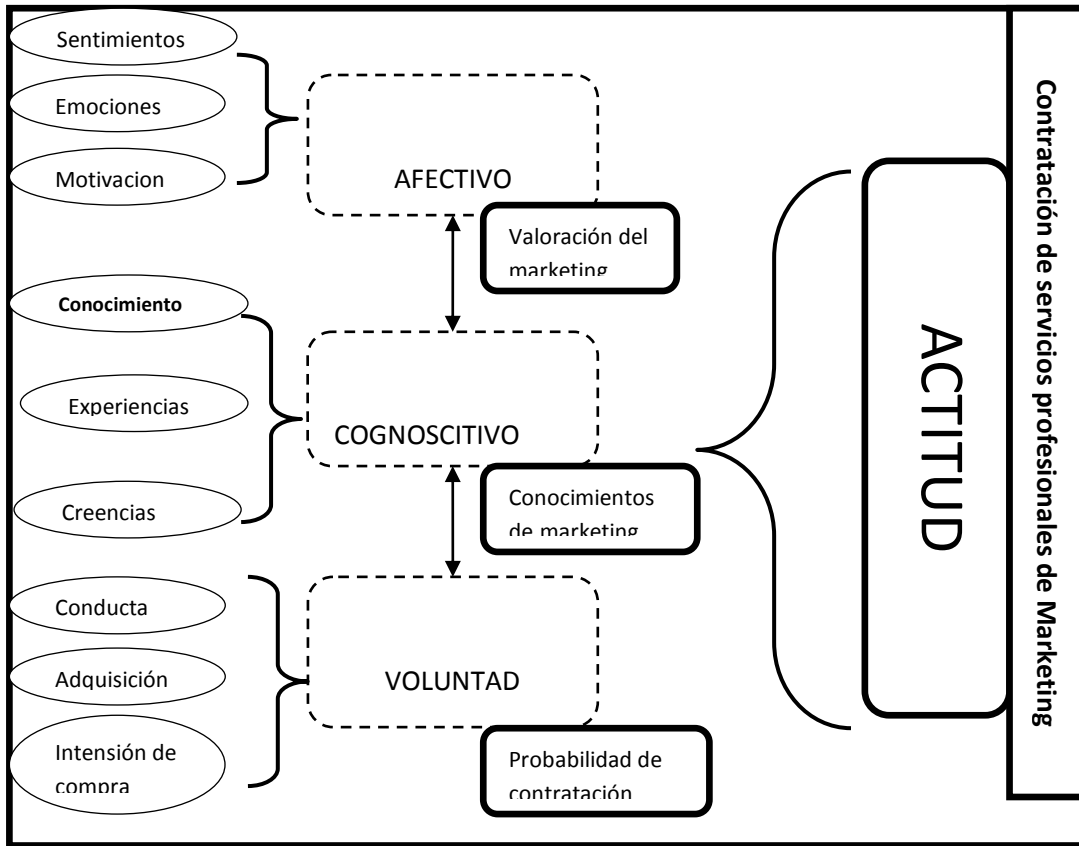 Sentimientos
Emociones
Motivacion
AFECTIVO
Valoración del
marketing
Conocimiento
Experiencias
Creencias
COGNOSCITIVO
Conocimientos
de marketing
Conducta
Adquisición
Intensión de
compra
VOLUNTAD
Probabilidad de
contratación
ACTITUD
Contratación de servicios profesionales de Marketing